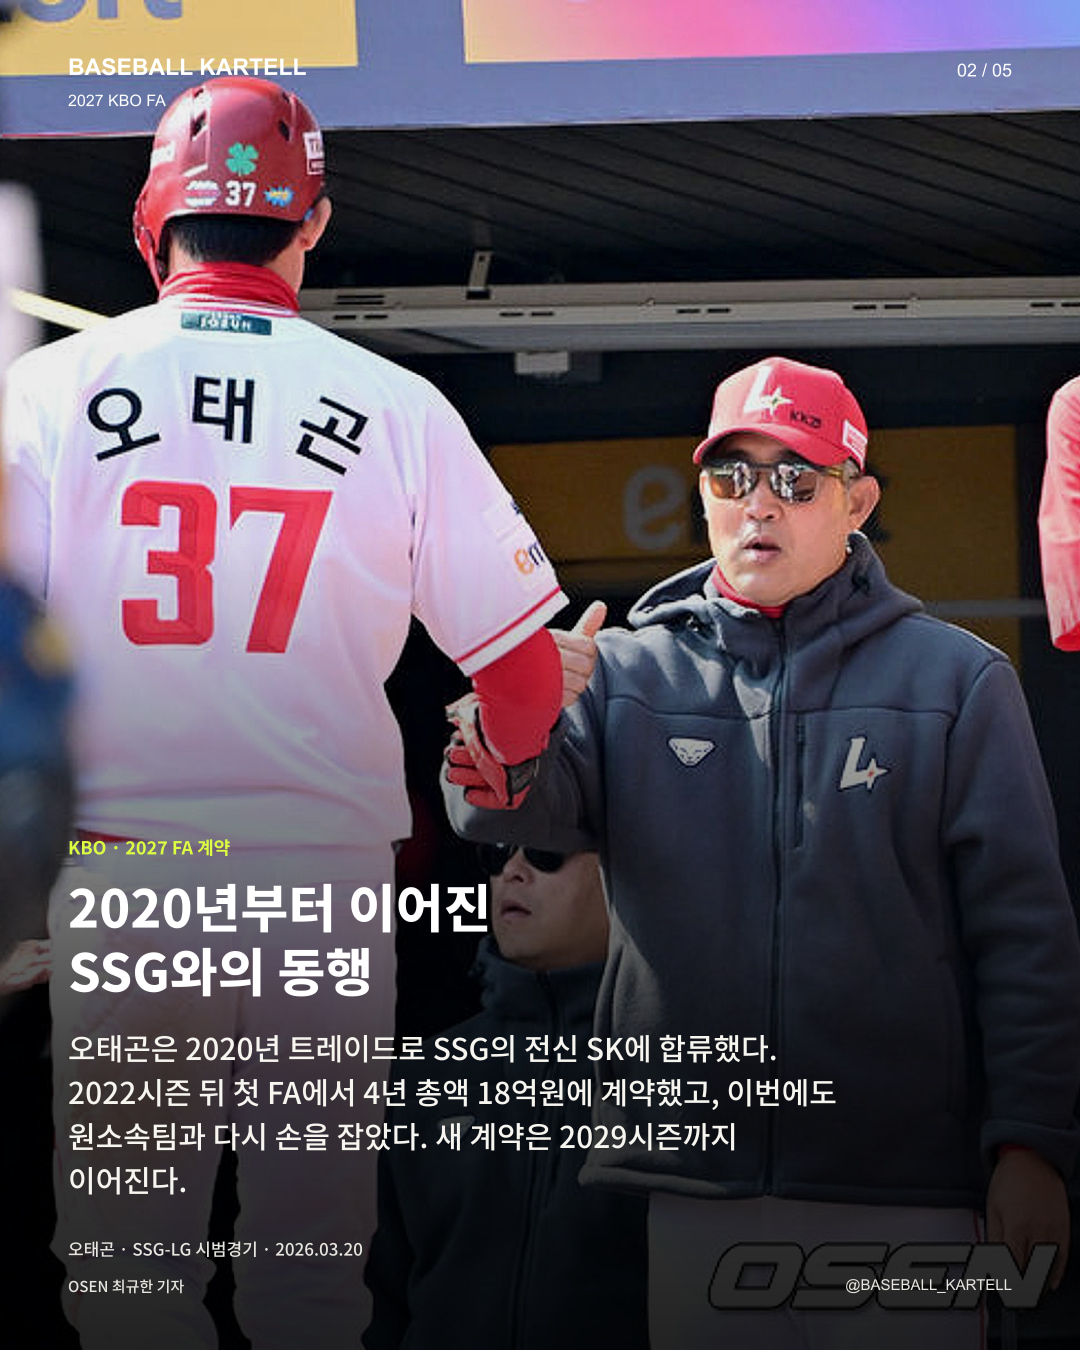 BASEBALL KARTELL
02 / 05
2027 KBO FA
37
오태곤
37
KBO · 2027 FA 계약
2020년부터 이어진
SSG와의 동행
오태곤은 2020년 트레이드로 SSG의 전신 SK에 합류했다.
2022시즌 뒤 첫 FA에서 4년 총액 18억원에 계약했고, 이번에도
원소속팀과 다시 손을 잡았다. 새 계약은 2029시즌까지
이어진다.
오태곤 · SSG-LG 시범경기 · 2026.03.20
OSEN 최규한 기자
OSEN
@BASEBALL_KARTELL